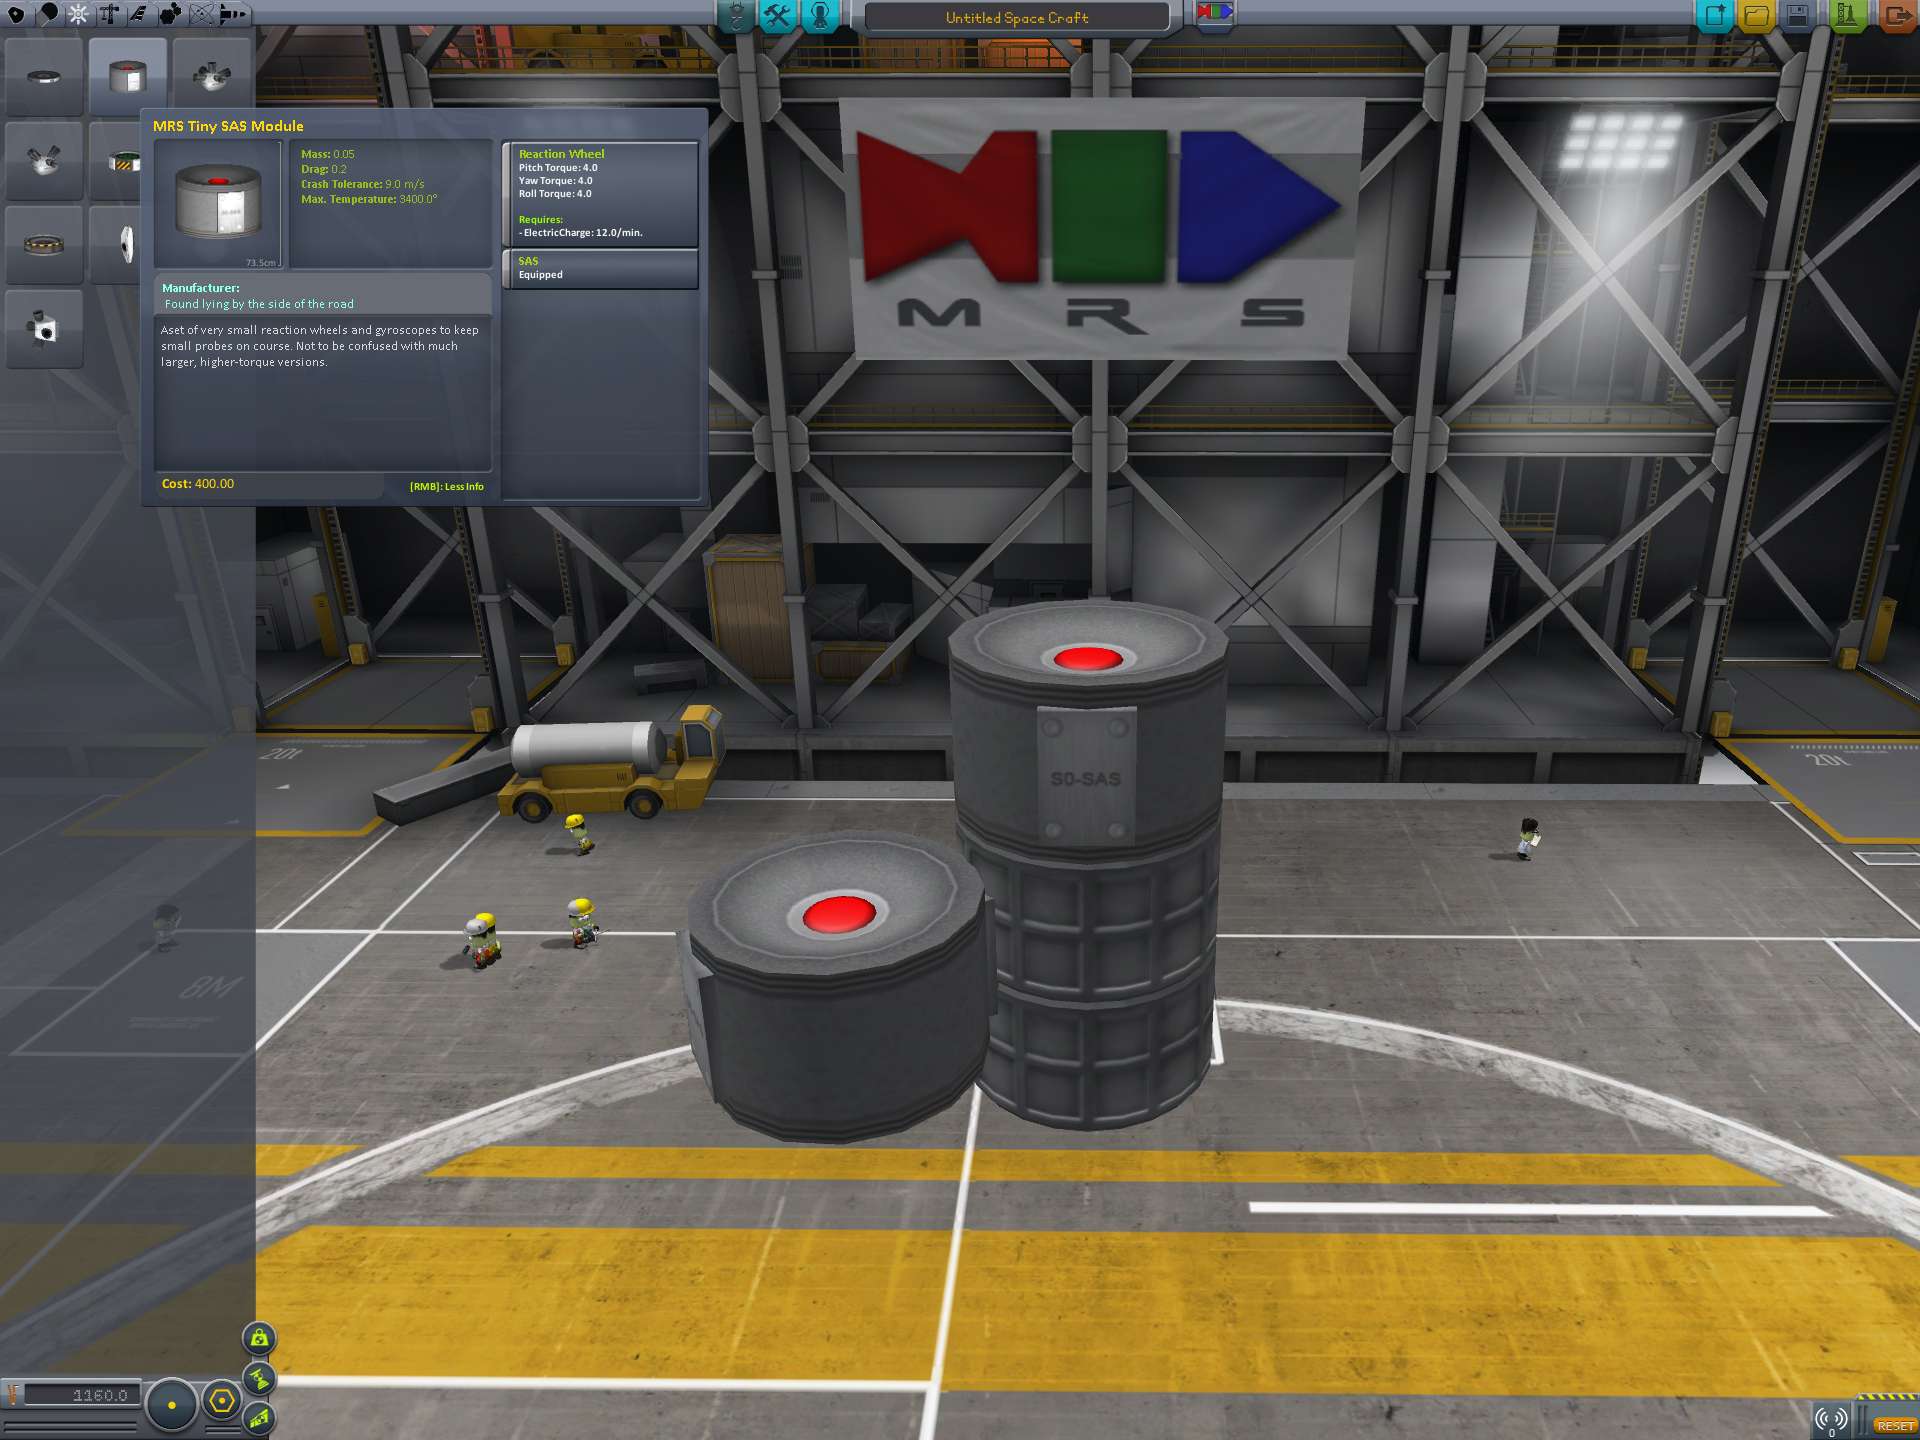 Untitled Space Craft
MRS Tiny SAS Module
Mass: 0.05
Drag: 0.2
Crash Tolerance: 9.0 m/s
Max. Temperature: 3400.0°
73.5cm
Reaction Wheel
Pitch Torque: 4.0
Yaw Torque: 4.0
Roll Torque: 4.0
Requires:
- ElectricCharge: 12.0/min.
SAS
Equipped
Manufacturer:
Found lying by the side of the road
Aset of very small reaction wheels and gyroscopes to keep
small probes on course. Not to be confused with much
larger, higher-torque versions.
Cost: 400.00
[RMB]: Less Info
M R S
S0-SAS
20t
20t
8M
1160.0
0
RESET